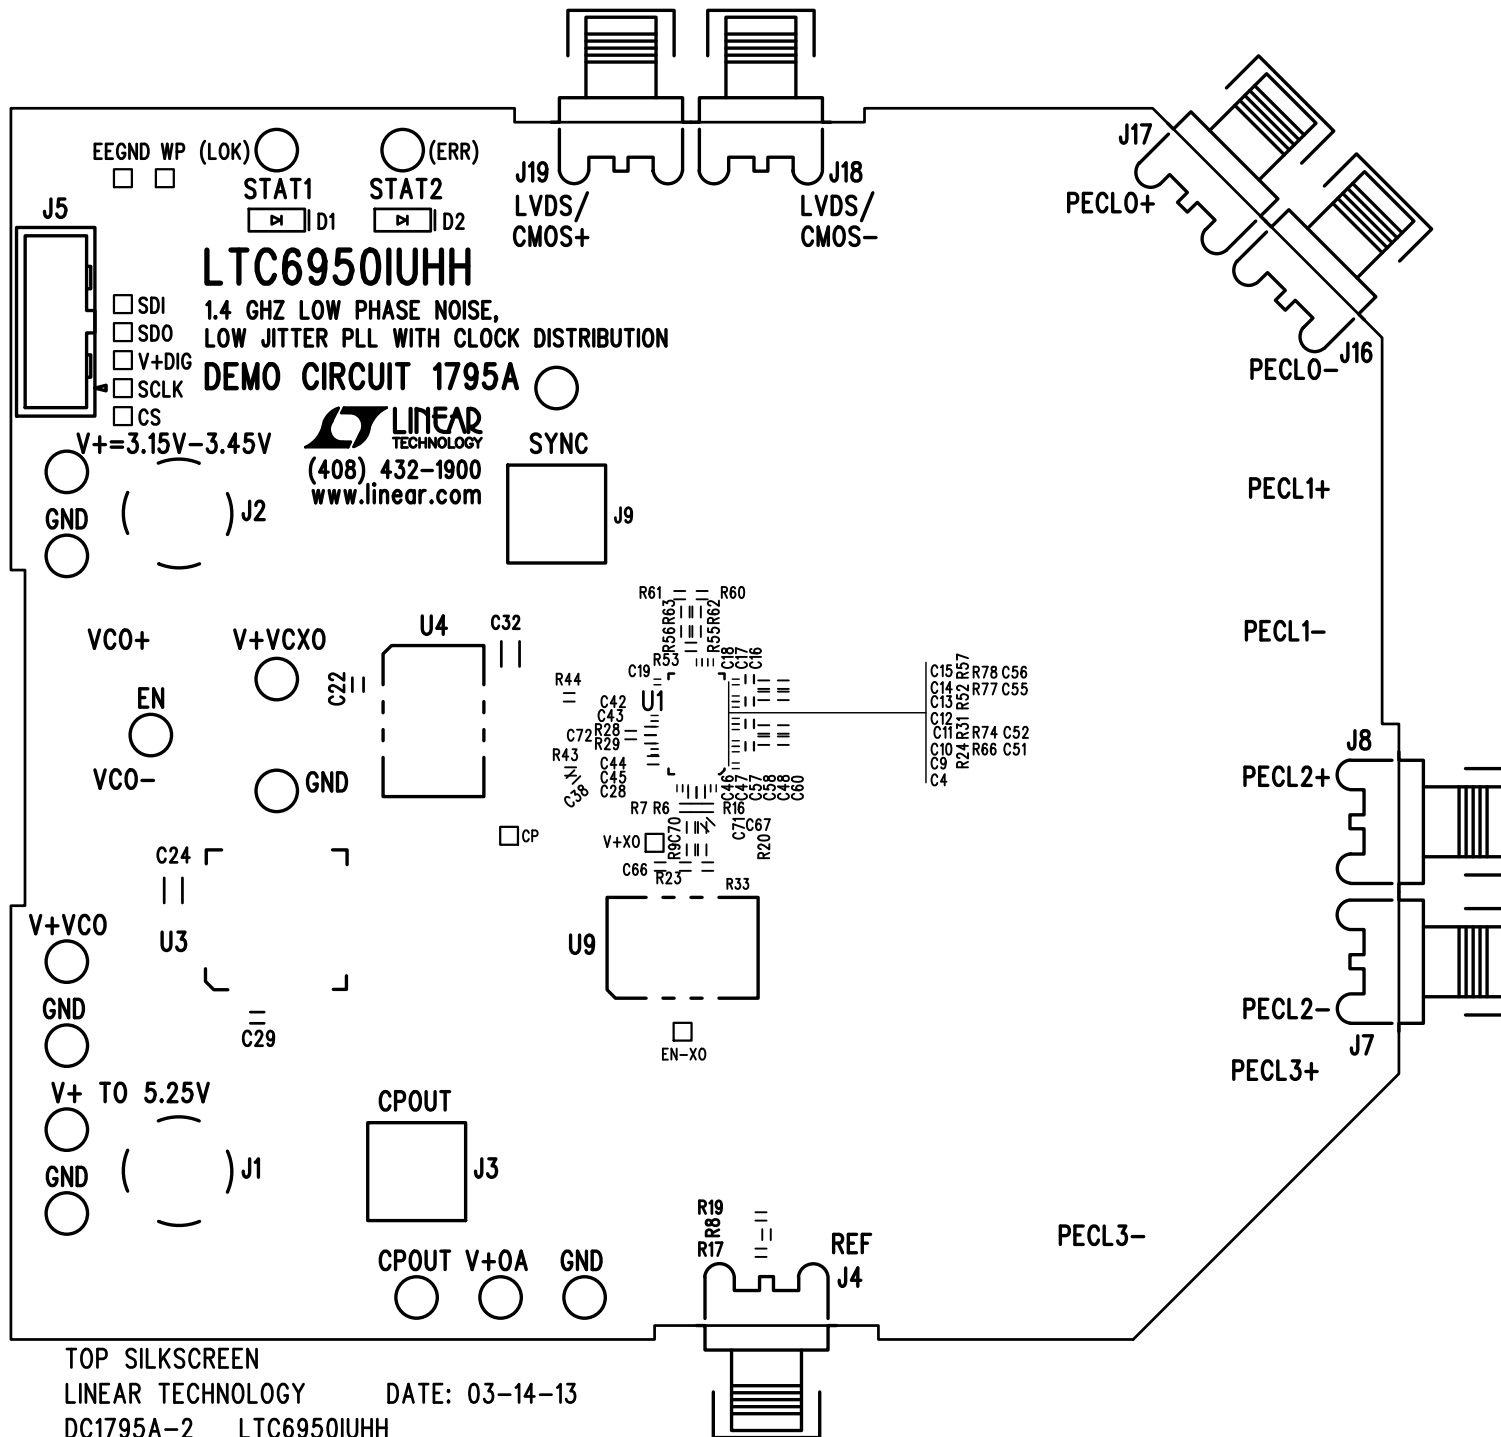 J17
EEGND WP (LOK)
(ERR)
J19
J18
STAT1
STAT2
LVDS/
CMOS+
LVDS/
CMOS-
PECL0+
J5
D1
D2
LTC6950IUHH
1.4 GHZ LOW PHASE NOISE,
LOW JITTER PLL WITH CLOCK DISTRIBUTION
DEMO CIRCUIT 1795A
SDI
SDO
V+DIG
SCLK
CS
J16
PECL0-
LINEAR
TECHNOLOGY
(408) 432-1900
www.linear.com
V+=3.15V-3.45V
SYNC
J2
J9
GND
PECL1+
R61
R60
R63
R62
R56
R55
VCO+
V+VCXO
U4
C32
PECL1-
R53
C18
C17
C16
C19
R44
C22
EN
U1
C42
C43
C72
R28
R29
R43
C44
C45
C28
C38
C15
R57
R78
C56
C14
R77
C55
C13
R52
C12
C11
R31
R74
C52
C10
R66
C51
C9
R24
C4
VCO-
GND
J8
PECL2+
C46
C47
C57
C58
C48
C60
R7
R6
R16
CP
V+XO
C70
R9
C71
C67
R20
C66
R23
R33
C24
V+VCO
U3
U9
GND
C29
EN-XO
PECL2-
J7
PECL3+
V+ TO 5.25V
CPOUT
GND
J1
J3
R19
R8
R17
REF
J4
PECL3-
CPOUT
V+OA
GND
TOP SILKSCREEN
LINEAR TECHNOLOGY DATE: 03-14-13
DC1795A-2 LTC6950IUHH